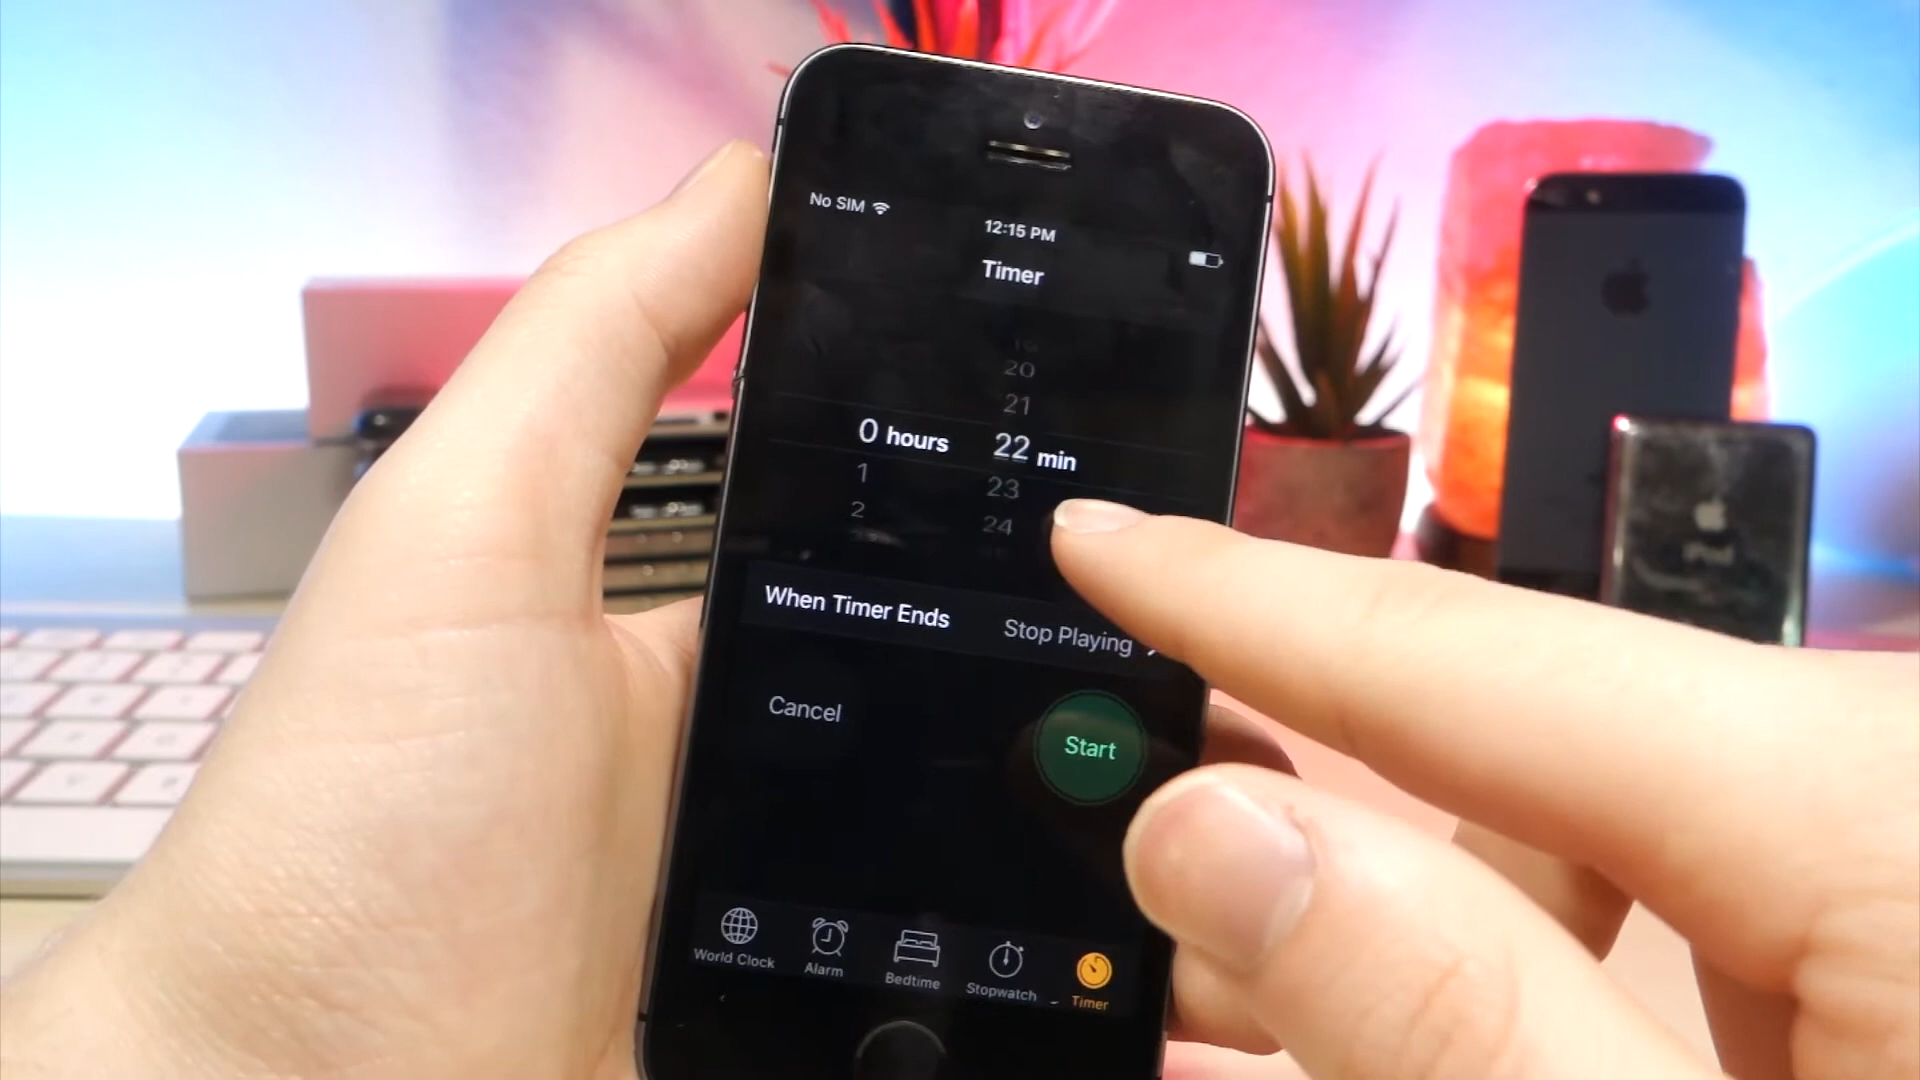 No SIM
12:15 PM
Timer
20
21
0 hours 22 min
1 23
2 24
When Timer Ends Stop Playing
Cancel Start
World Clock Alarm Bedtime Stopwatch Timer
iPod